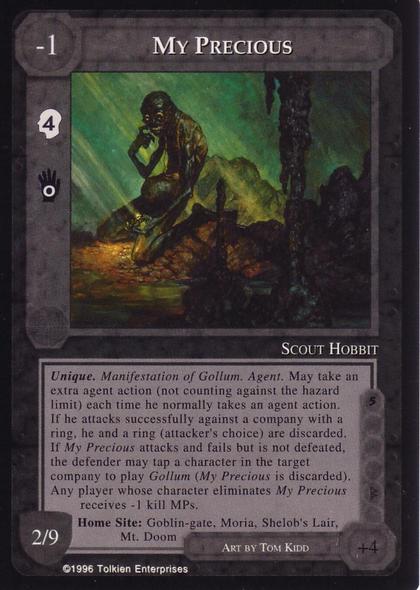 -1
My Precious
4
0
Scout Hobbit
Unique. Manifestation of Gollum. Agent. May take an
extra agent action (not counting against the hazard
limit) each time he normally takes an agent action.
If he attacks successfully against a company with a
ring, he and a ring (attacker's choice) are discarded.
If My Precious attacks and fails but is not defeated,
the defender may tap a character in the target
company to play Gollum (My Precious is discarded).
Any player whose character eliminates My Precious
receives -1 kill MPs.
Home Site: Goblin-gate, Moria, Shelob's Lair,
Mt. Doom
5
2/9
Art by Tom Kidd
+4
©1996 Tolkien Enterprises